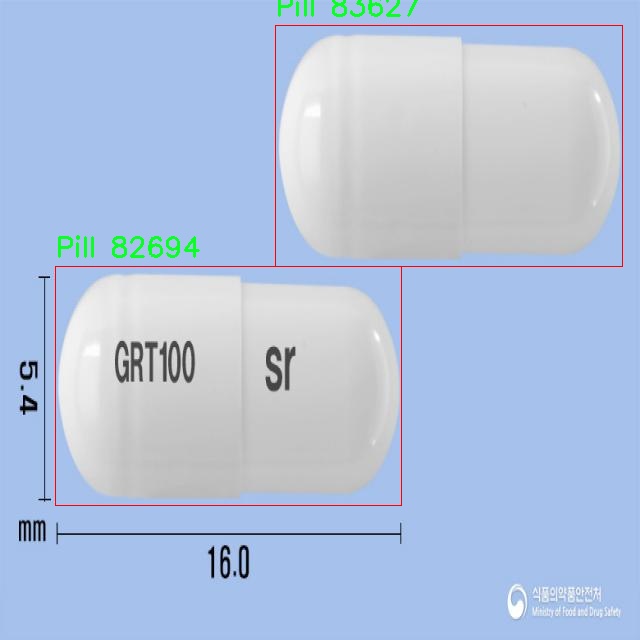 Pill 83627
Pill 82694
GRT100 sr
5.4
mm
16.0
식품의약품안전처
Ministry of Food and Drug Safety